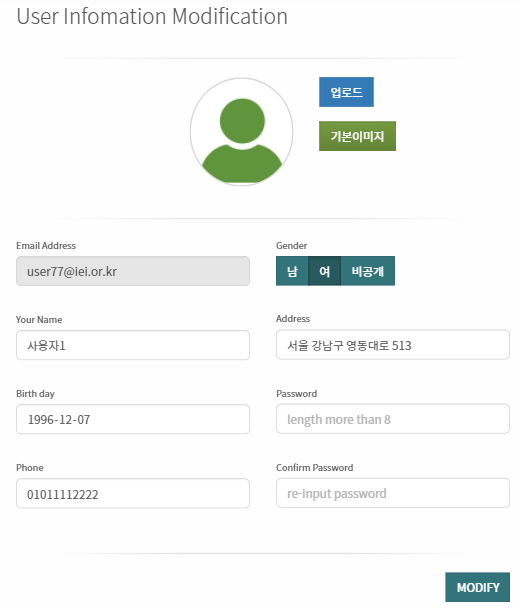 User Infomation Modification
업로드
기본이미지
Email Address
user77@iei.or.kr
Gender
남 여 비공개
Your Name
사용자1
Address
서울 강남구 영동대로 513
Birth day
1996-12-07
Password
length more than 8
Phone
01011112222
Confirm Password
re-input password
MODIFY